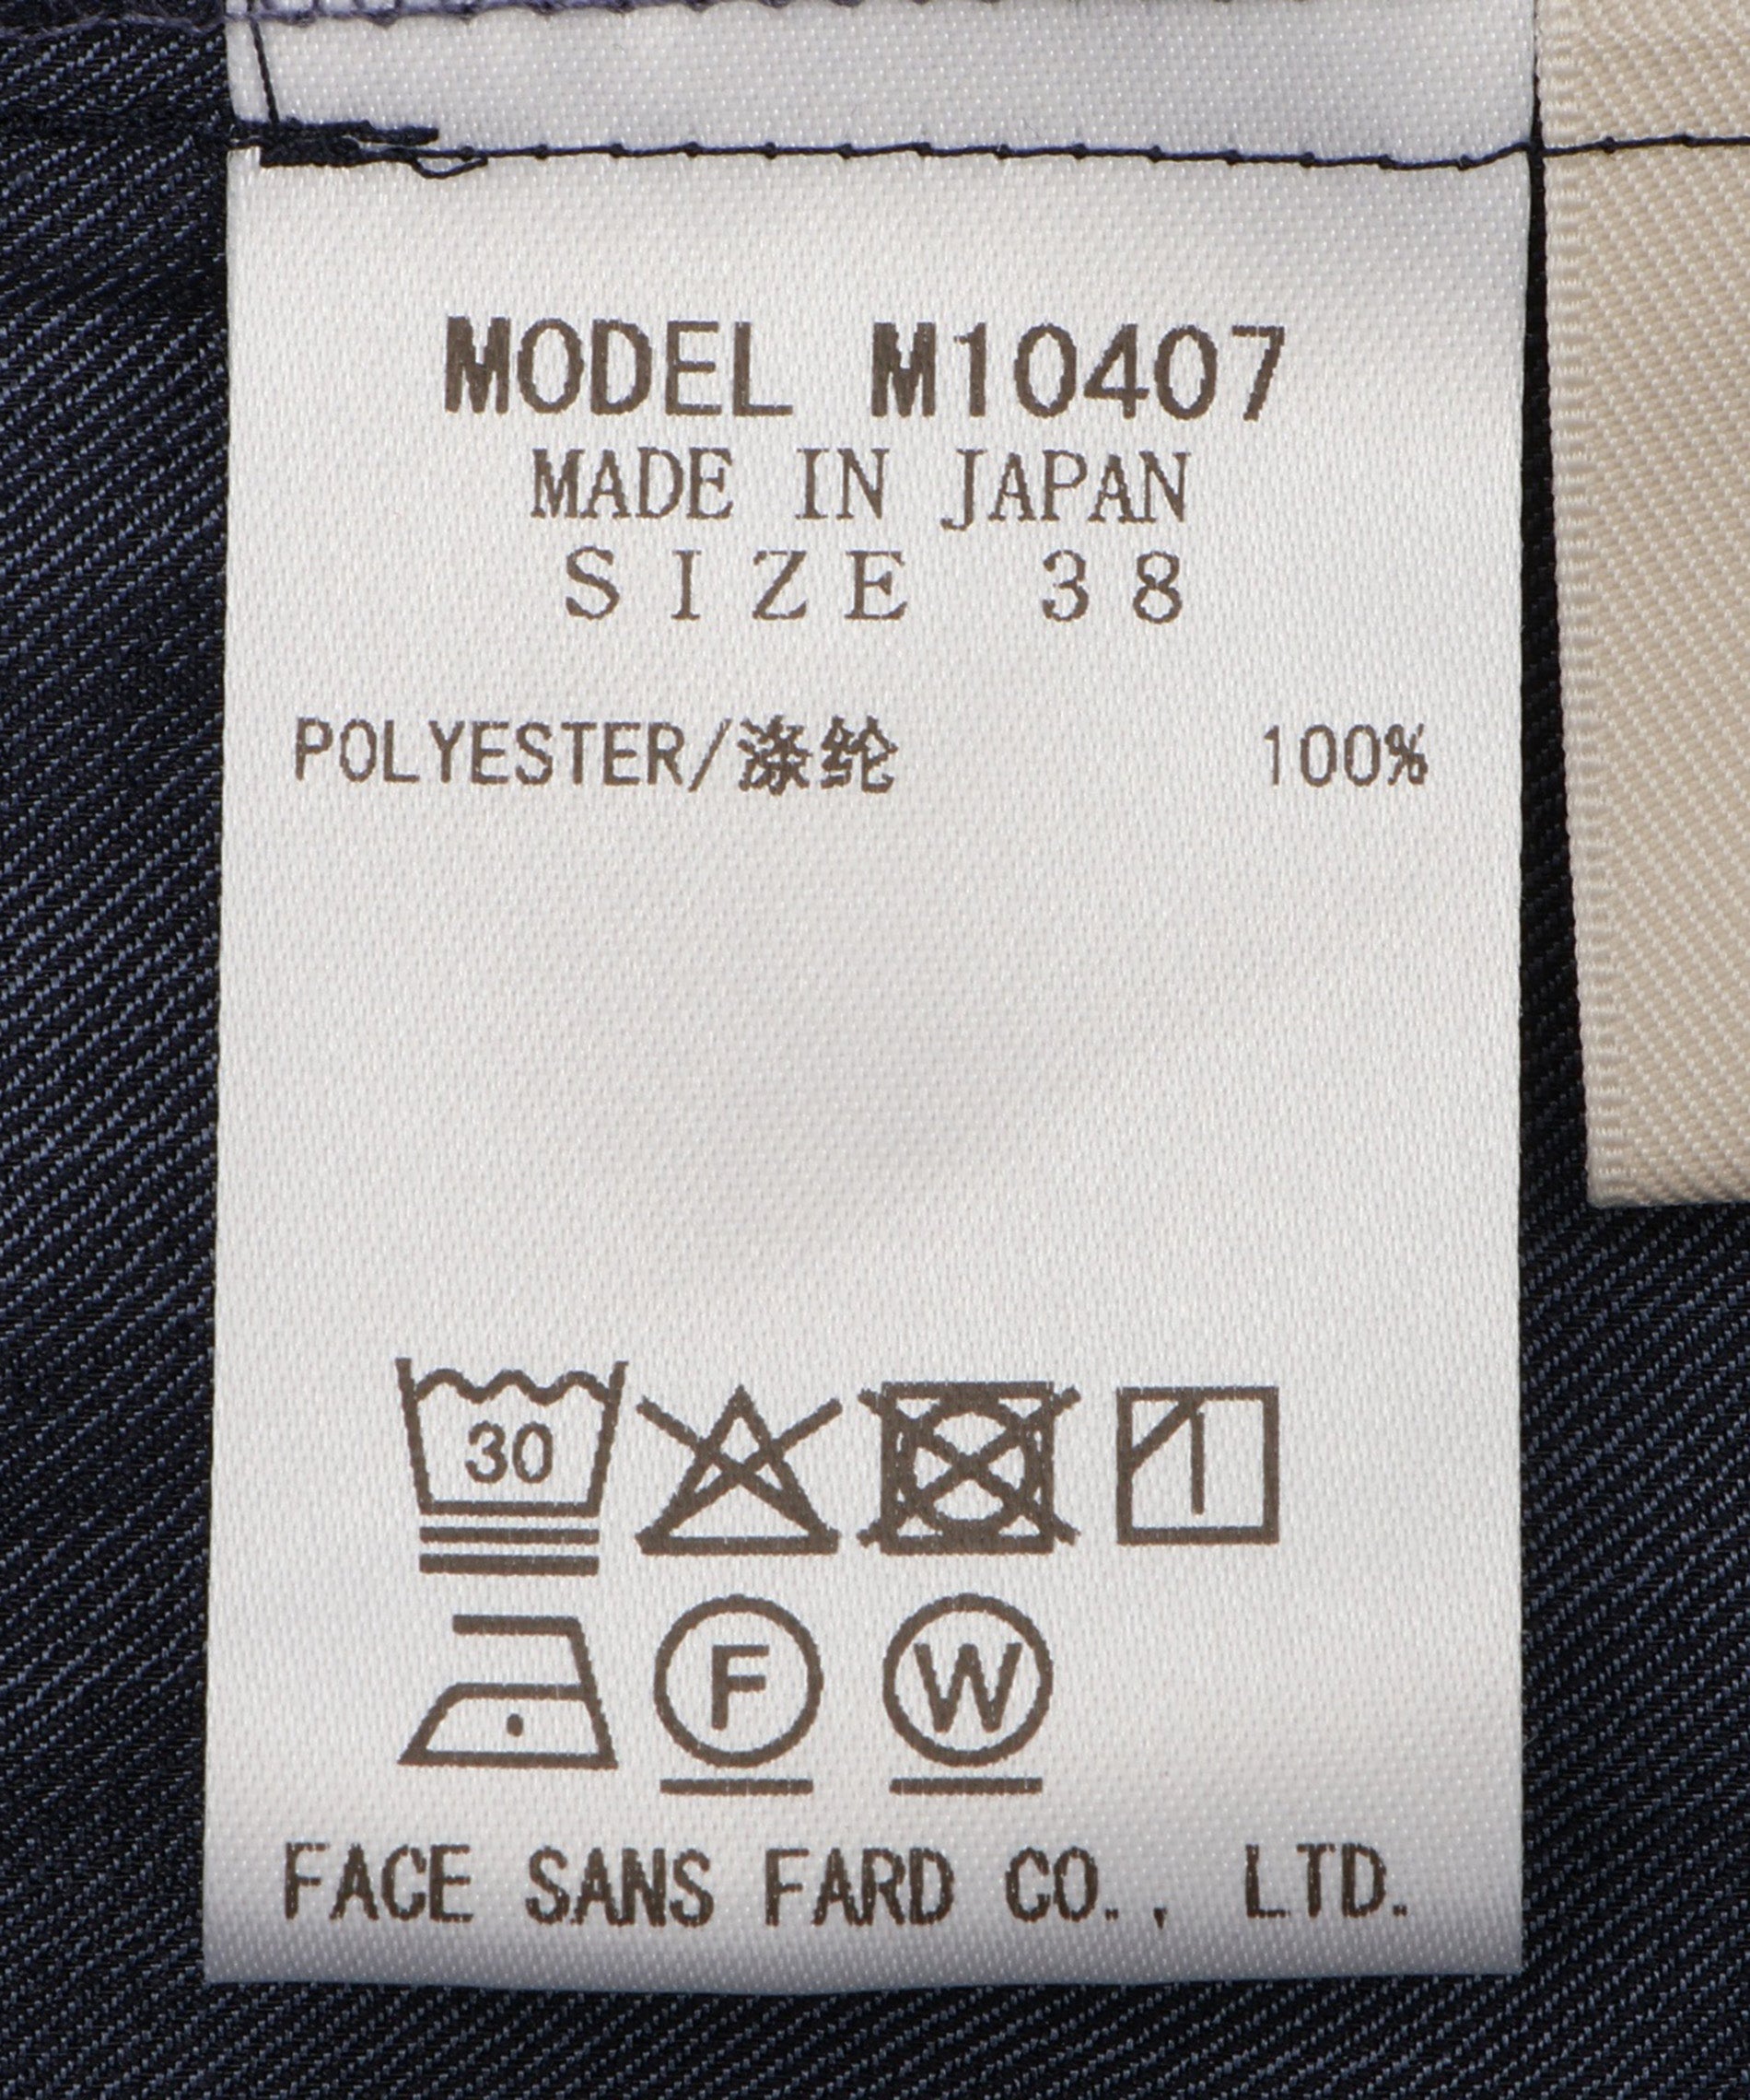 MODEL M10407
MADE IN JAPAN
SIZE 38
POLYESTER/涤纶 100%
30
F W
FACE SANS FARD CO., LTD.